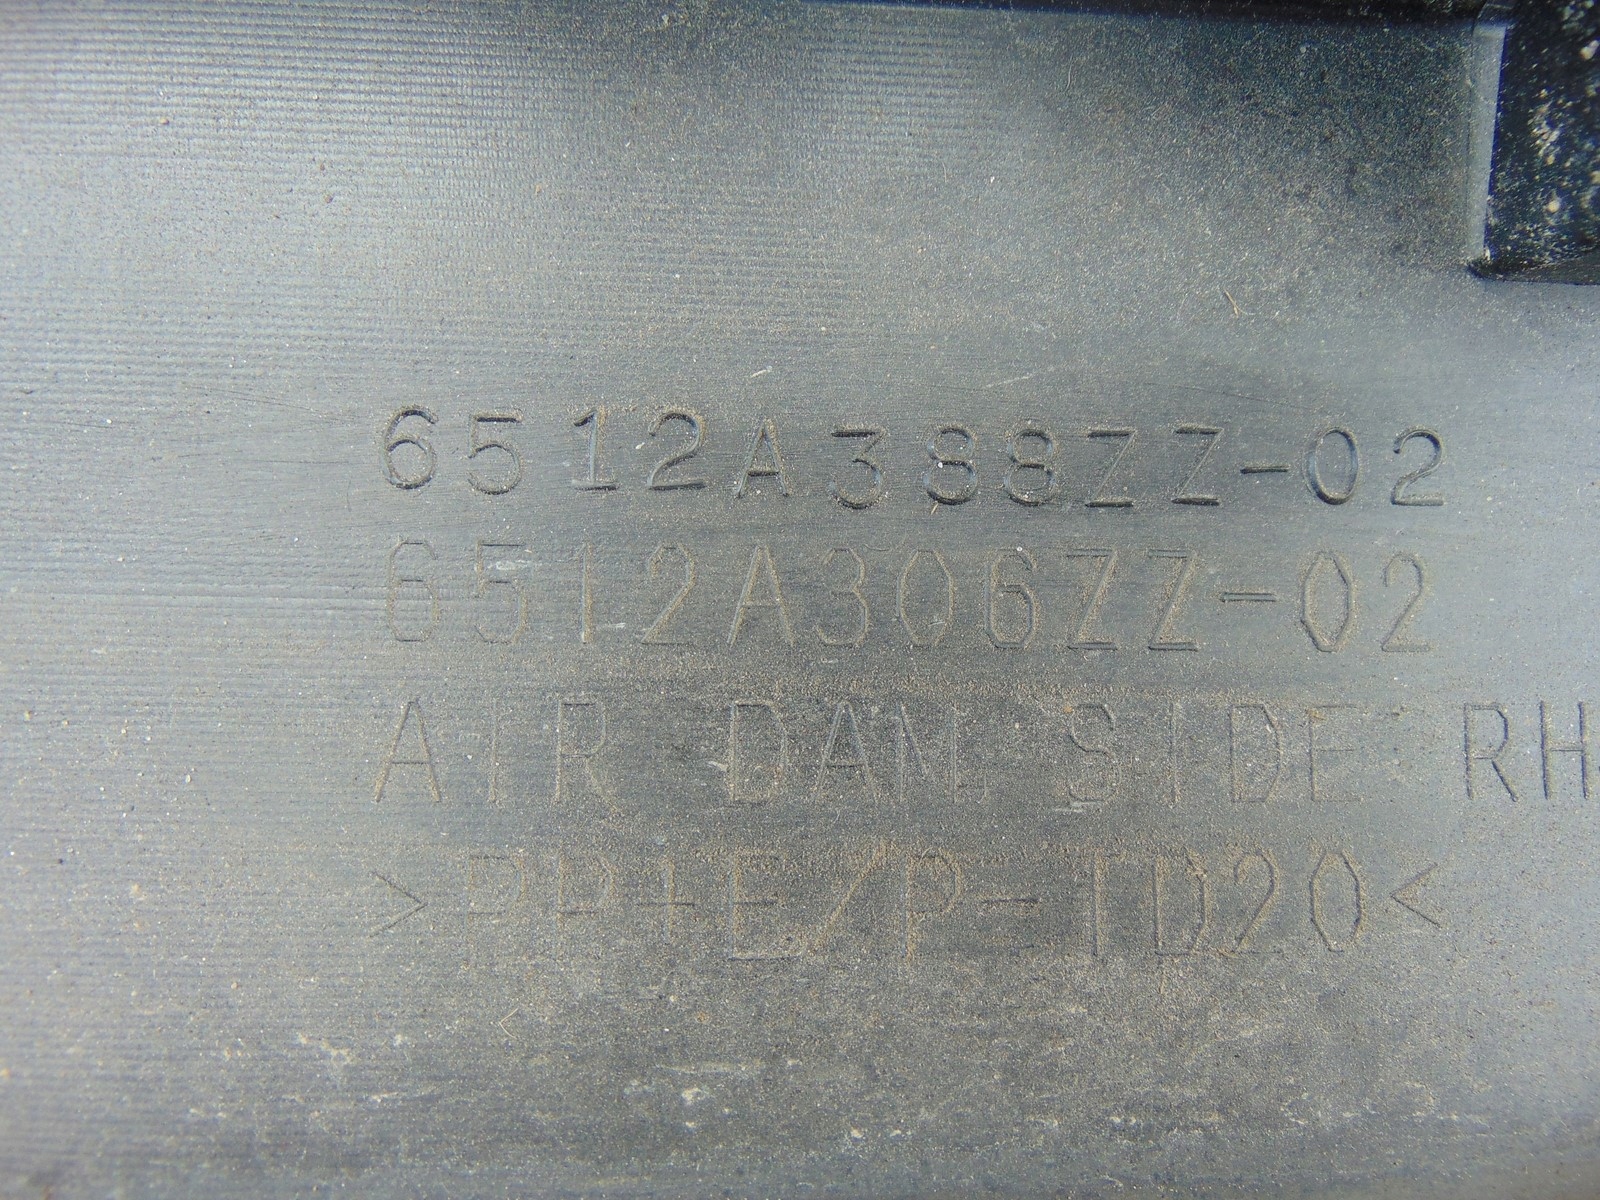 6512A388ZZ-02
6512A306ZZ-02
AIR DAM, SIDE RH
>PP+E/P-TD20<